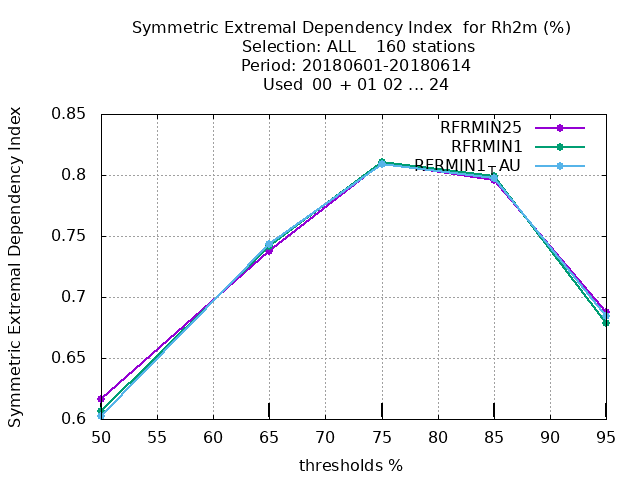 Symmetric Extremal Dependency Index  for Rh2m (%)
Selection: ALL    160 stations
Period: 20180601-20180614
Used  00  + 01 02 ... 24
Symmetric Extremal Dependency Index
0.85
0.8
0.75
0.7
0.65
0.6
RFRMIN25
RFRMIN1
RFRMIN1_AU
50 55 60 65 70 75 80 85 90 95
thresholds %